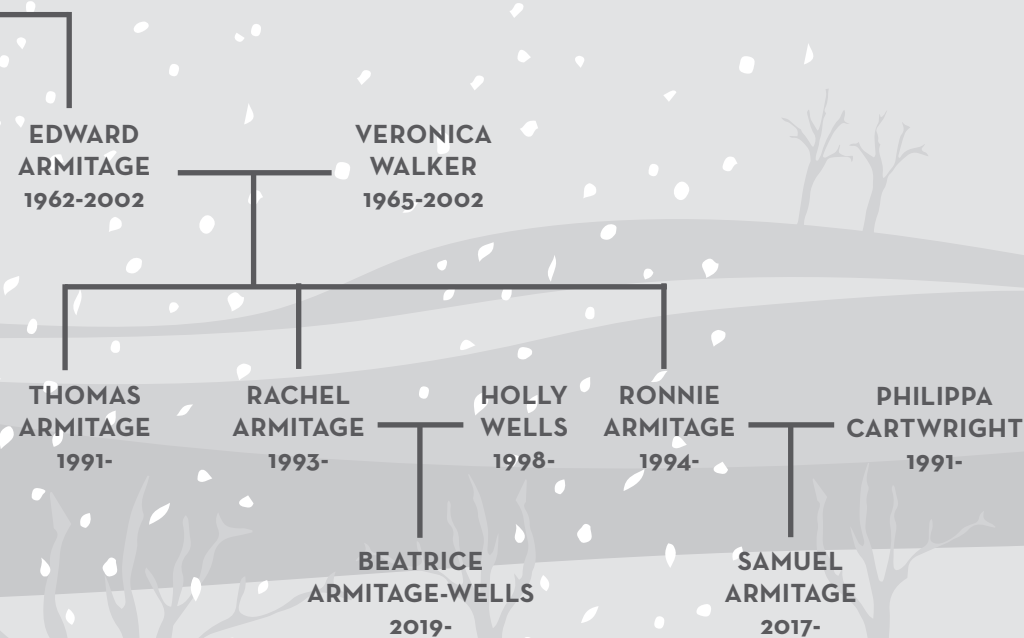 EDWARD
ARMITAGE
1962-2002
VERONICA
WALKER
1965-2002
THOMAS
ARMITAGE
1991-
RACHEL
ARMITAGE
1993-
HOLLY
WELLS
1998-
RONNIE
ARMITAGE
1994-
PHILIPPA
CARTWRIGHT
1991-
BEATRICE
ARMITAGE-WELLS
2019-
SAMUEL
ARMITAGE
2017-